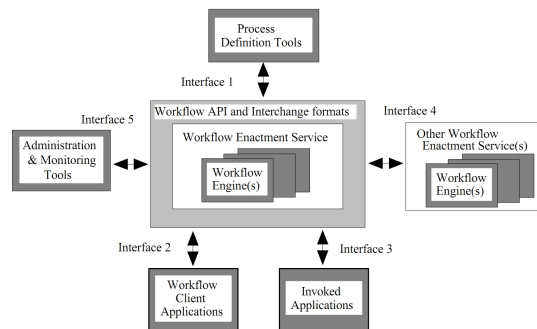 Process
Definition Tools
Interface 1
Workflow API and Interchange formats
Interface 5
Interface 4
Workflow Enactment Service
Workflow
Engine(s)
Administration
& Monitoring
Tools
Other Workflow
Enactment Service(s)
Workflow
Engine(s)
Interface 2
Interface 3
Workflow
Client
Applications
Invoked
Applications